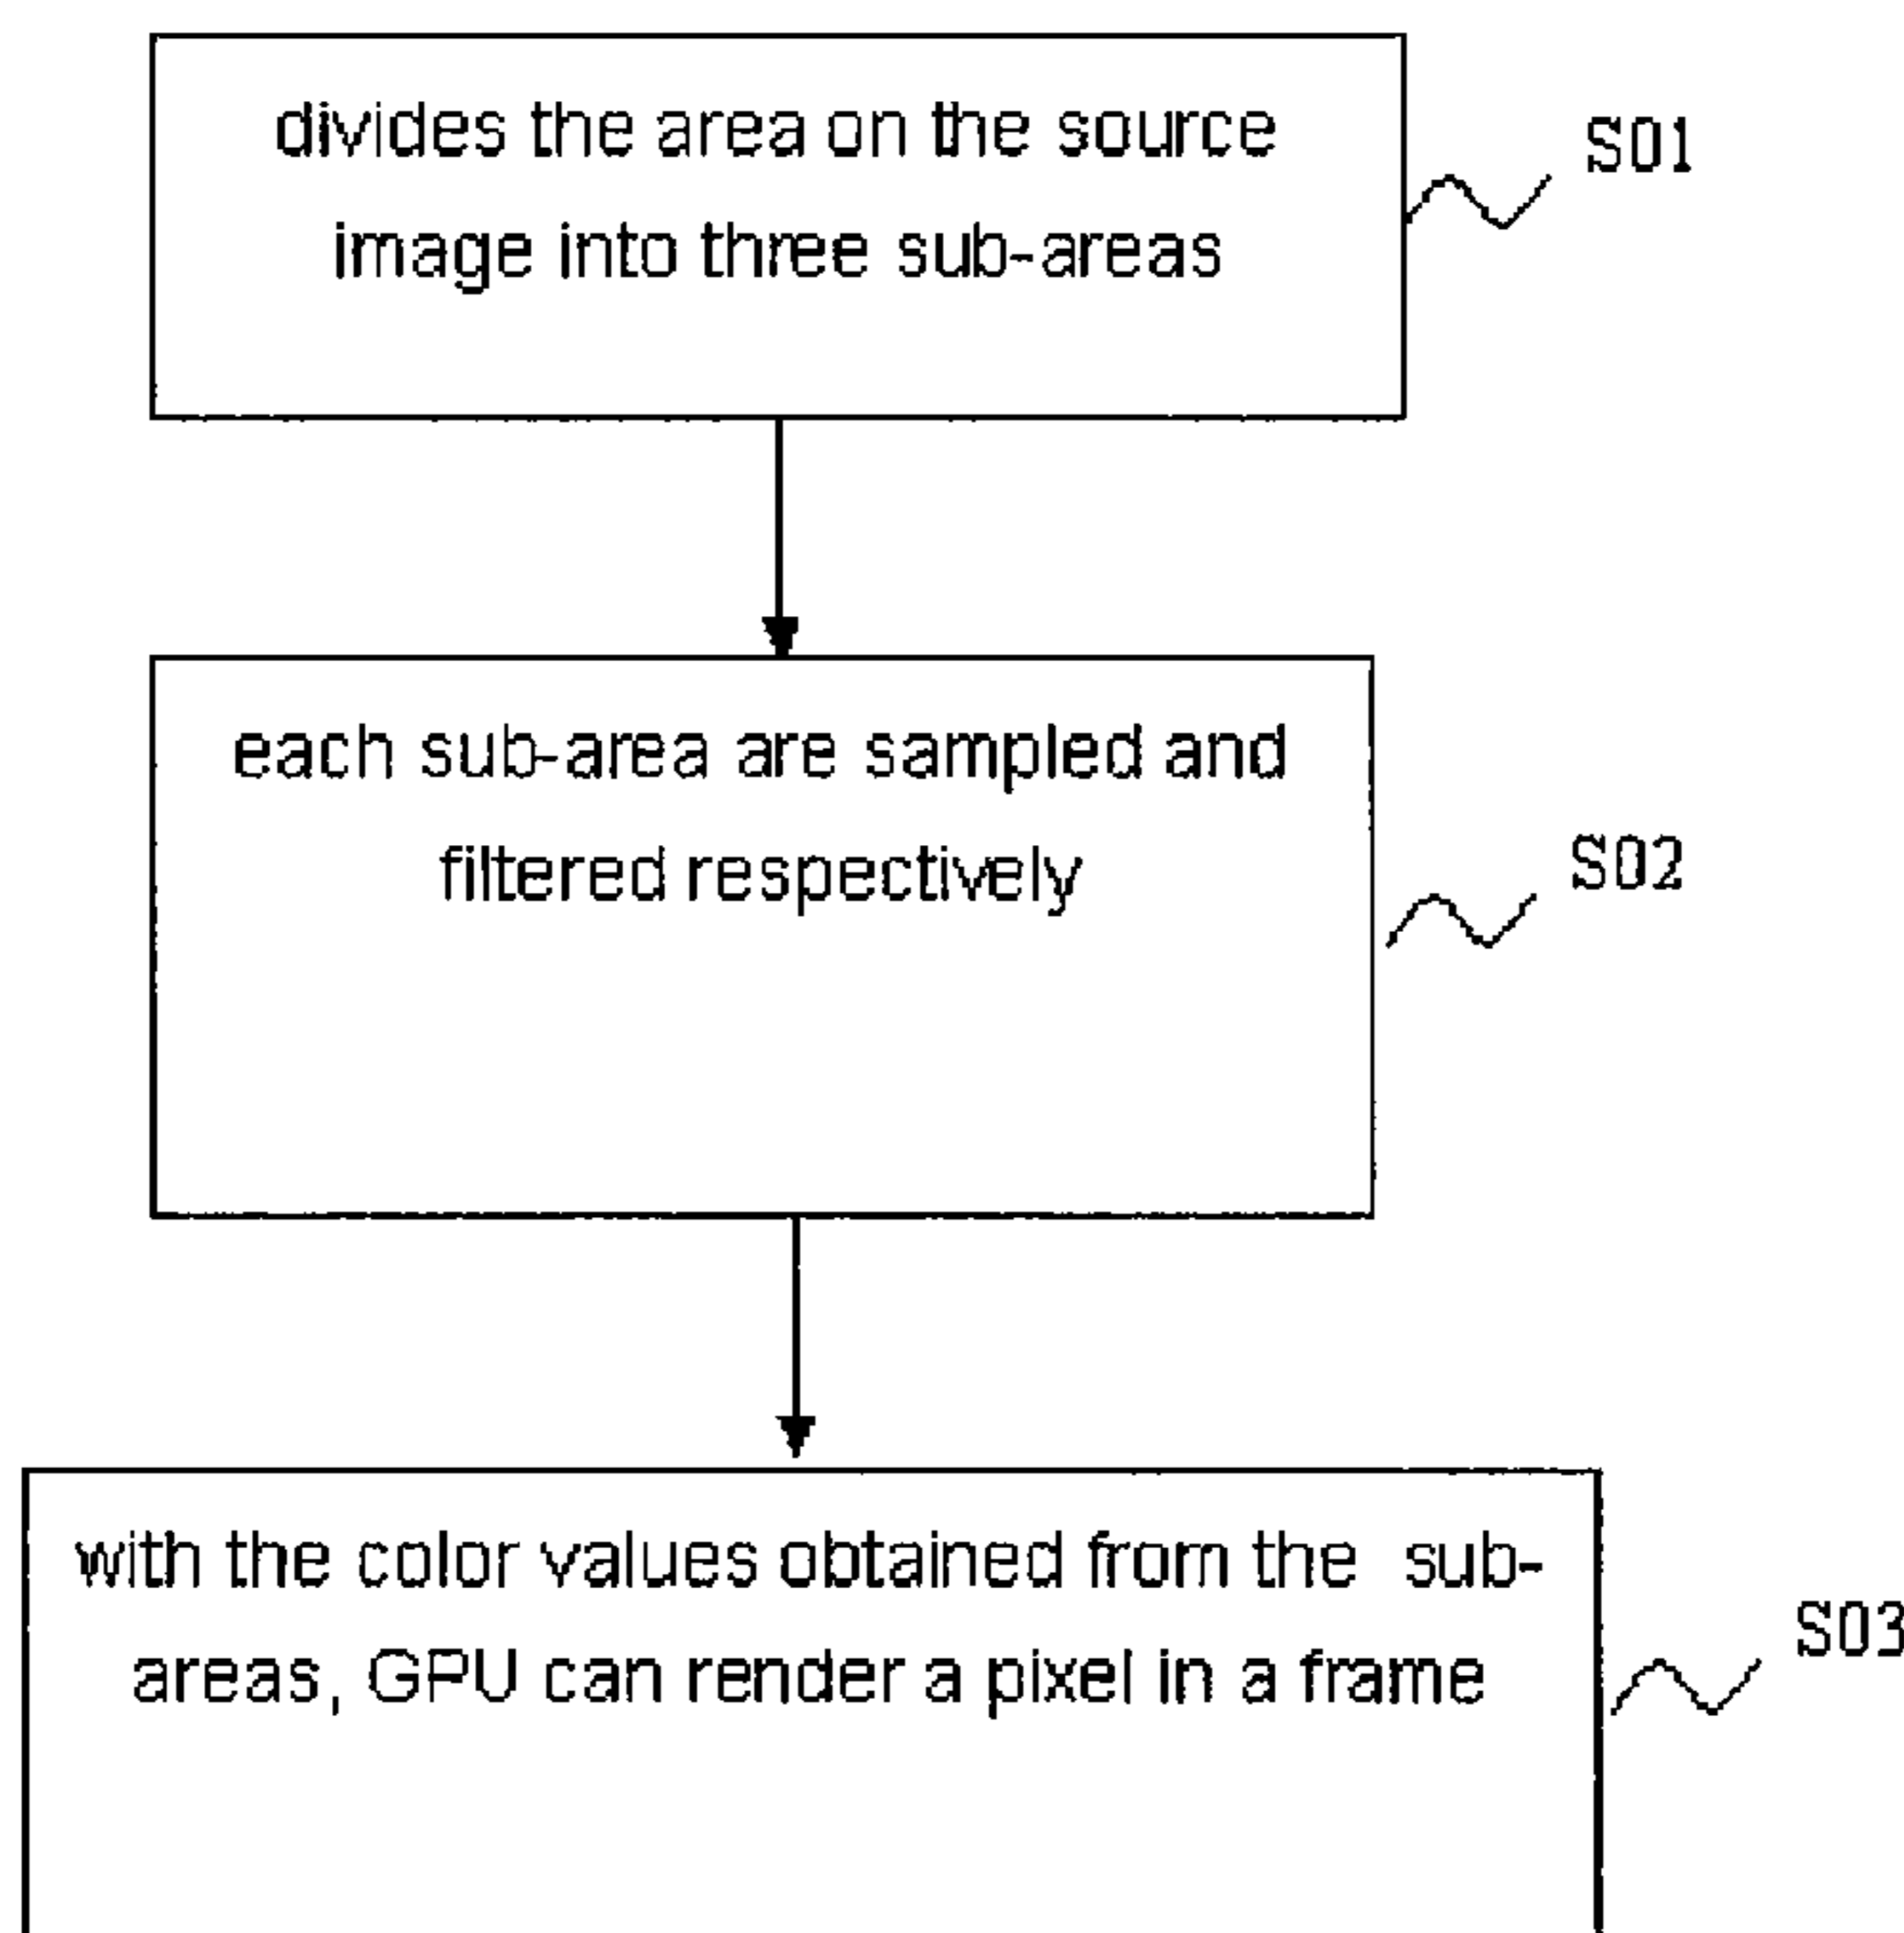 divides the area on the source
image into three sub-areas
S01
each sub-area are sampled and
filtered respectively
S02
with the color values obtained from the sub-
areas, GPU can render a pixel in a frame
S03